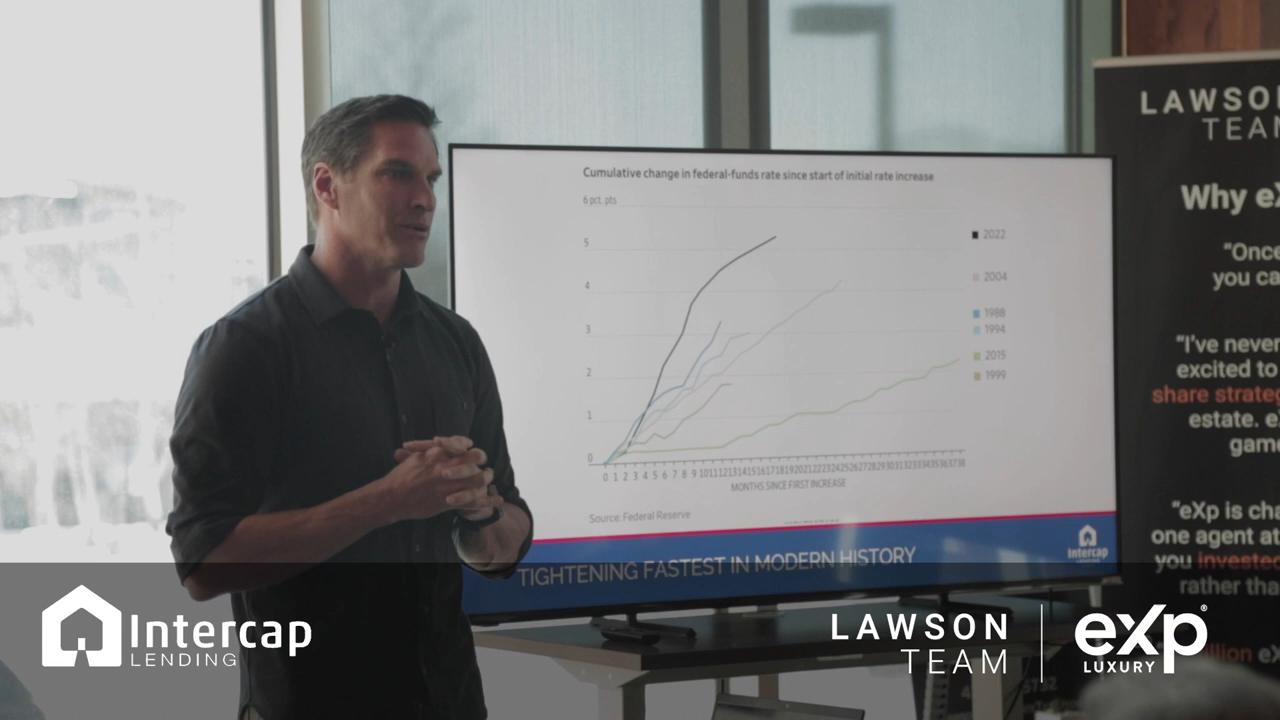 Cumulative change in federal-funds rate since start of initial rate increase
6 pct. pts
5
4
3
2
1
0
0 1 2 3 4 5 6 7 8 9 10 11 12 13 14 15 16 17 18 19 20 21 22 23 24 25 26 27 28 29 30 31 32 33 34 35 36 37 38
MONTHS SINCE FIRST INCREASE
2022
2004
1988
1994
2015
1999
Source: Federal Reserve
TIGHTENING FASTEST IN MODERN HISTORY
Intercap
LENDING
LAWSO
TEA
Why eX
"Once
you ca
"I've never
excited to
share strateg
estate. e
game
"eXp is cha
one agent at
you invested
rather tha
Intercap
LENDING
LAWSON
TEAM
eXp
LUXURY